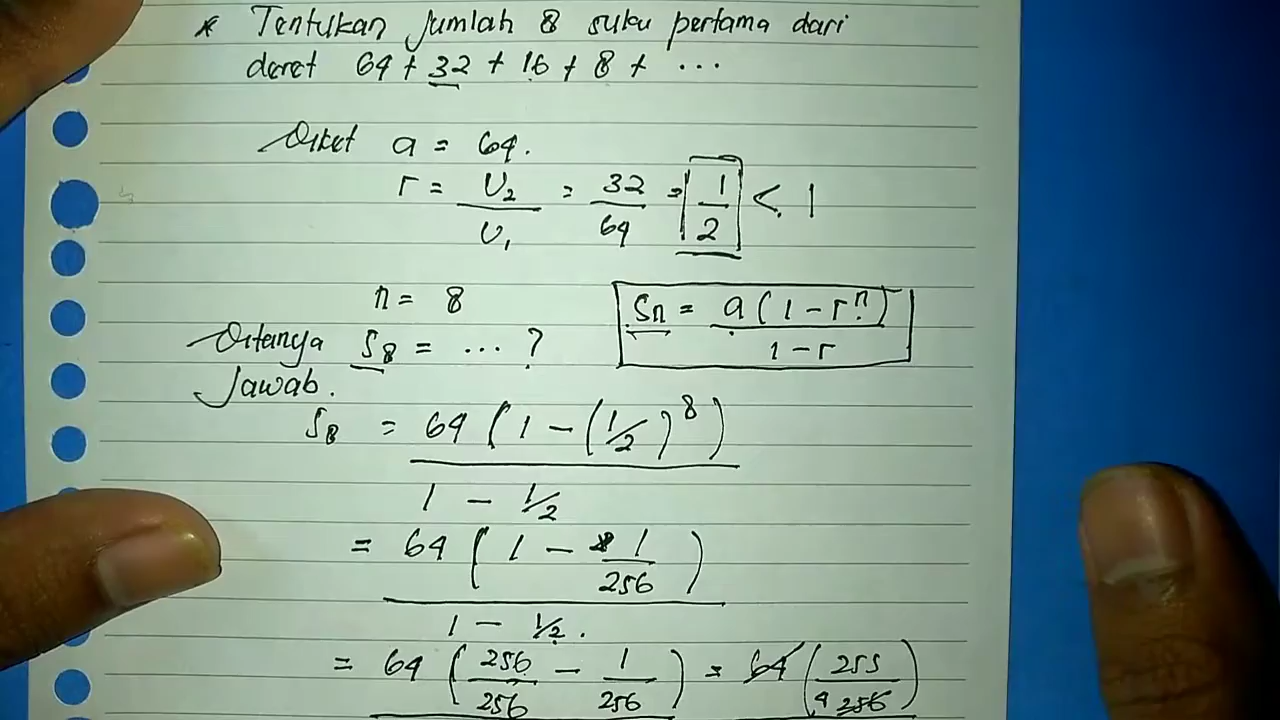 * Tentukan jumlah 8 suku pertama dari
deret 64 + 32 + 16 + 8 + ...
Diket a = 64.
r = U₂/U₁ = 32/64 = 1/2 < 1
n = 8
Sn = a(1-rⁿ)/1-r
Ditanya S₈ = ... ?
Jawab.
S₈ = 64(1-(1/2)⁸)/1 - 1/2
= 64(1 - 1/256)/1 - 1/2.
= 64(256/256 - 1/256) = 64(255/4 256)